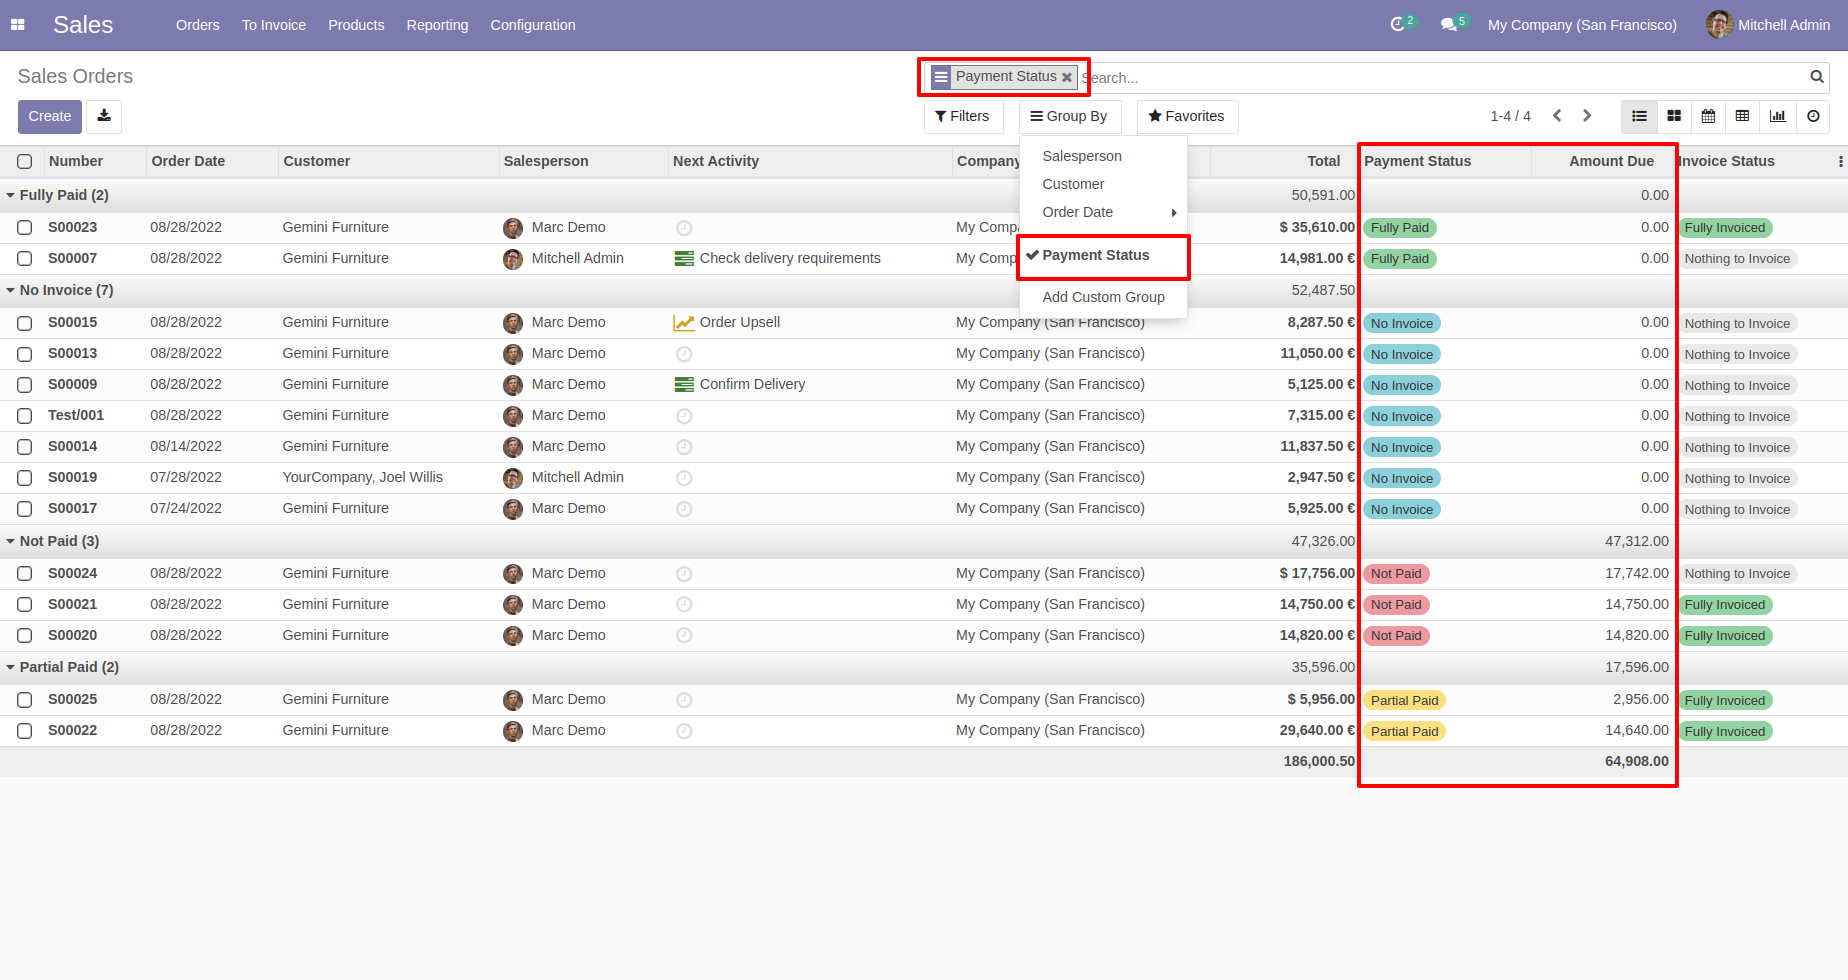 Sales Orders To Invoice Products Reporting Configuration 2 5 My Company (San Francisco) Mitchell Admin
Sales Orders Payment Status Search...
Create Filters Group By Favorites 1-4 / 4
Number Order Date Customer Salesperson Next Activity Company Total Payment Status Amount Due Invoice Status
Salesperson
Customer
Order Date
Payment Status
Add Custom Group
Fully Paid (2) 50,591.00 0.00
S00023 08/28/2022 Gemini Furniture Marc Demo My Comp $ 35,610.00 Fully Paid 0.00 Fully Invoiced
S00007 08/28/2022 Gemini Furniture Mitchell Admin Check delivery requirements My Comp 14,981.00 € Fully Paid 0.00 Nothing to Invoice
No Invoice (7) 52,487.50
S00015 08/28/2022 Gemini Furniture Marc Demo Order Upsell My Company (San Francisco) 8,287.50 € No Invoice 0.00 Nothing to Invoice
S00013 08/28/2022 Gemini Furniture Marc Demo My Company (San Francisco) 11,050.00 € No Invoice 0.00 Nothing to Invoice
S00009 08/28/2022 Gemini Furniture Marc Demo Confirm Delivery My Company (San Francisco) 5,125.00 € No Invoice 0.00 Nothing to Invoice
Test/001 08/28/2022 Gemini Furniture Marc Demo My Company (San Francisco) 7,315.00 € No Invoice 0.00 Nothing to Invoice
S00014 08/14/2022 Gemini Furniture Marc Demo My Company (San Francisco) 11,837.50 € No Invoice 0.00 Nothing to Invoice
S00019 07/28/2022 YourCompany, Joel Willis Mitchell Admin My Company (San Francisco) 2,947.50 € No Invoice 0.00 Nothing to Invoice
S00017 07/24/2022 Gemini Furniture Marc Demo My Company (San Francisco) 5,925.00 € No Invoice 0.00 Nothing to Invoice
Not Paid (3) 47,326.00 47,312.00
S00024 08/28/2022 Gemini Furniture Marc Demo My Company (San Francisco) $ 17,756.00 Not Paid 17,742.00 Nothing to Invoice
S00021 08/28/2022 Gemini Furniture Marc Demo My Company (San Francisco) 14,750.00 € Not Paid 14,750.00 Fully Invoiced
S00020 08/28/2022 Gemini Furniture Marc Demo My Company (San Francisco) 14,820.00 € Not Paid 14,820.00 Fully Invoiced
Partial Paid (2) 35,596.00 17,596.00
S00025 08/28/2022 Gemini Furniture Marc Demo My Company (San Francisco) $ 5,956.00 Partial Paid 2,956.00 Fully Invoiced
S00022 08/28/2022 Gemini Furniture Marc Demo My Company (San Francisco) 29,640.00 € Partial Paid 14,640.00 Fully Invoiced
186,000.50 64,908.00